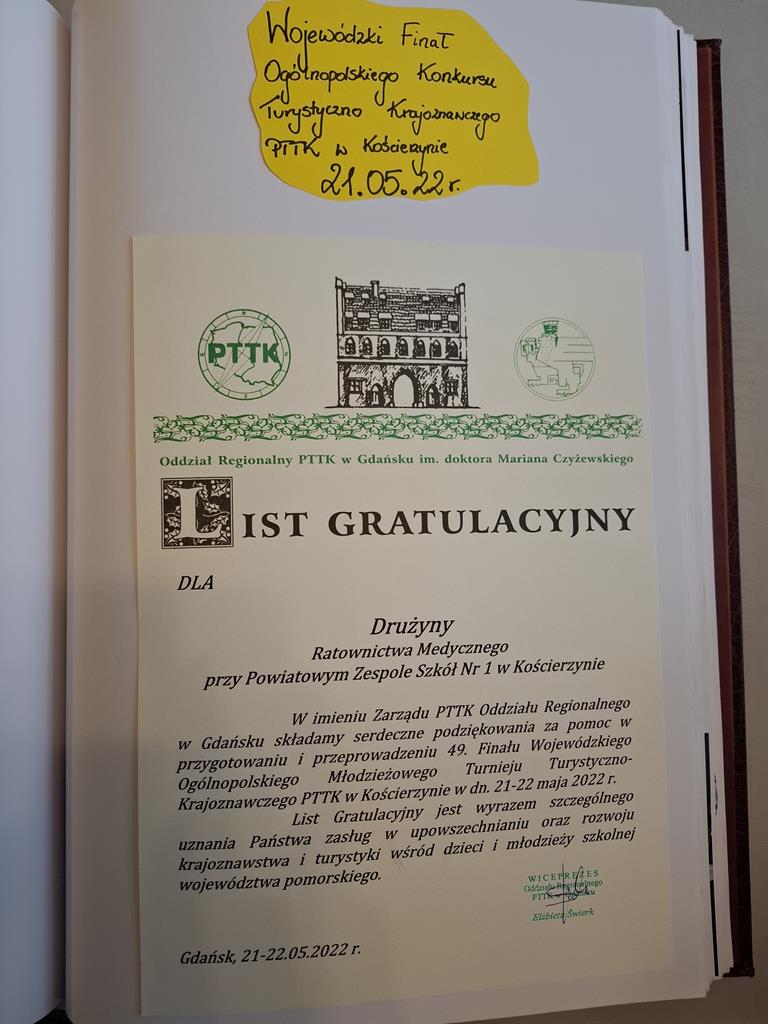 Wojewódzki Finał
Ogólnopolskiego Konkursu
Turystyczno Krajoznawczego
PTTK w Kościerzynie
21.05.22r.
PTTK
Oddział Regionalny PTTK w Gdańsku im. doktora Mariana Czyżewskiego
LIST GRATULACYJNY
DLA
Drużyny
Ratownictwa Medycznego
przy Powiatowym Zespole Szkół Nr 1 w Kościerzynie
W imieniu Zarządu PTTK Oddziału Regionalnego
w Gdańsku składamy serdeczne podziękowania za pomoc w
przygotowaniu i przeprowadzeniu 49. Finału Wojewódzkiego
Ogólnopolskiego Młodzieżowego Turnieju Turystyczno-
Krajoznawczego PTTK w Kościerzynie w dn. 21-22 maja 2022 r.
List Gratulacyjny jest wyrazem szczególnego
uznania Państwa zasług w upowszechnianiu oraz rozwoju
krajoznawstwa i turystyki wśród dzieci i młodzieży szkolnej
województwa pomorskiego.
WICEPREZES
Oddziału Regionalnego
PTTK w Gdańsku
Elżbieta Świerk
Gdańsk, 21-22.05.2022 r.